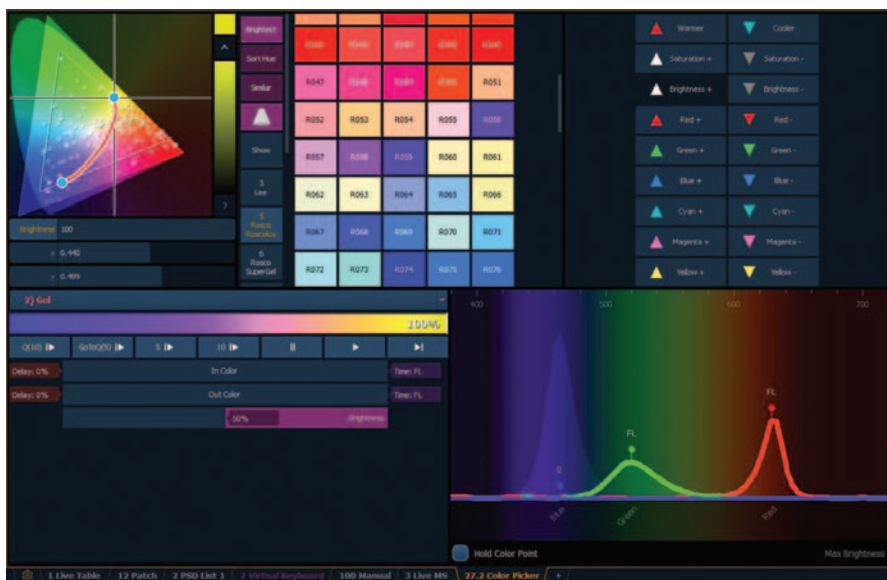 Brightest
Sort Hue
Similar
Show
3
Lee
5
Rosco
Roscolux
6
Rosco
SuperGel
R047
R051
R052 R053 R054 R055 R056
R057 R058 R059 R060 R061
R062 R063 R064 R065 R066
R067 R068 R069 R070 R071
R072 R073 R074 R075 R076
Warmer Cooler
Saturation + Saturation -
Brightness + Brightness -
Red + Red -
Green + Green -
Blue + Blue -
Cyan + Cyan -
Magenta + Magenta -
Yellow + Yellow -
?
Brightness 100
x 0.440
y 0.499
2) Gel
100%
Q(10) GoToQ(9) 5 10
Delay: 0% In Color Time: FL
Delay: 0% Out Color Time: FL
50% Brightness
400 500 600 700
FL
FL
0
Blue Green Red
Hold Color Point Max Brightness
1 Live Table / 12 Patch / 2 PSD List 1 / 7 Virtual Keyboard / 100 Manual / 3 Live MS \ 27.2 Color Picker / + /